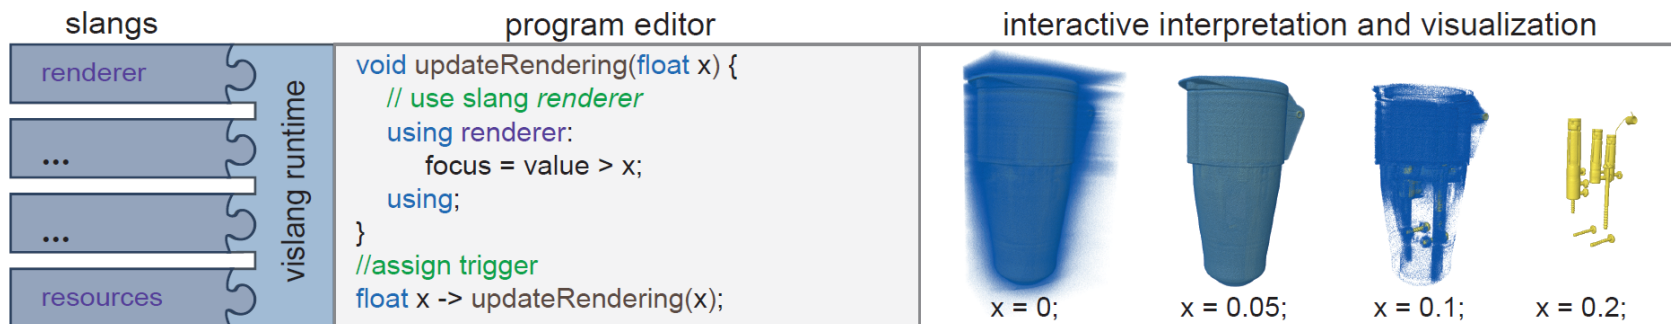 slangs
program editor
interactive interpretation and visualization
renderer
...
...
resources
vislang runtime
void updateRendering(float x) {
// use slang renderer
using renderer:
focus = value > x;
using;
}
//assign trigger
float x -> updateRendering(x);
x = 0;
x = 0.05;
x = 0.1;
x = 0.2;